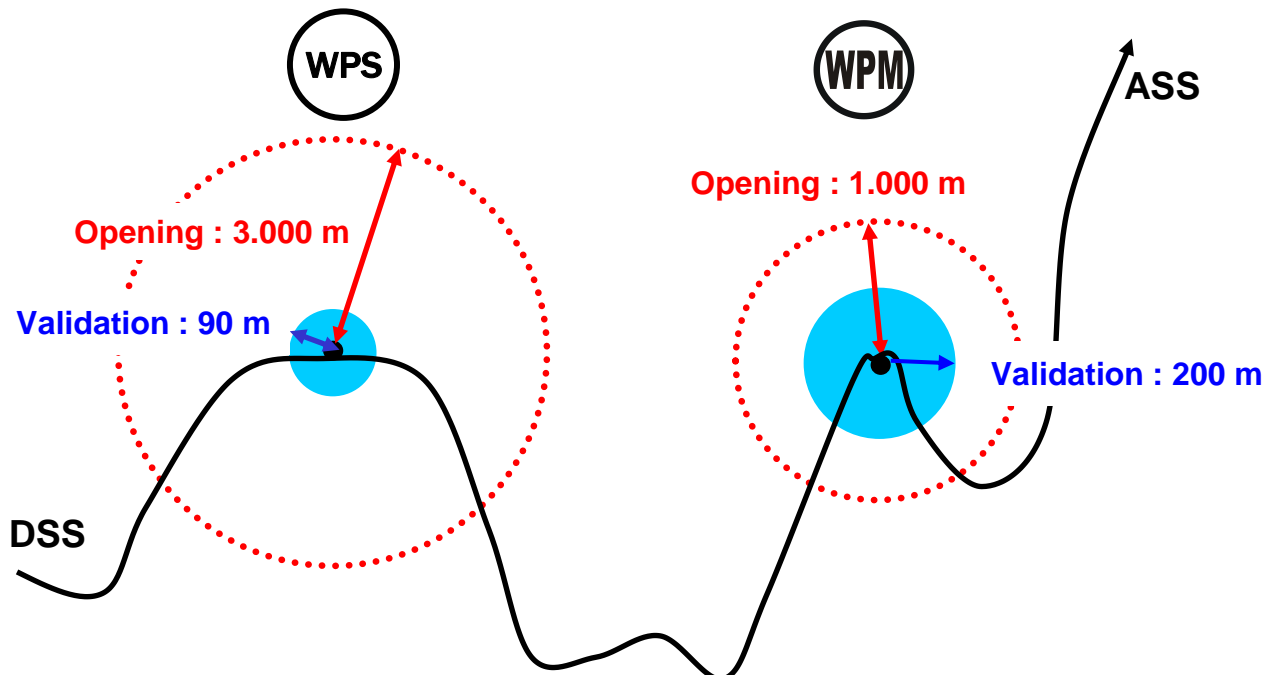 WPS
WPM
ASS
Opening : 1.000 m
Opening : 3.000 m
Validation : 90 m
Validation : 200 m
DSS